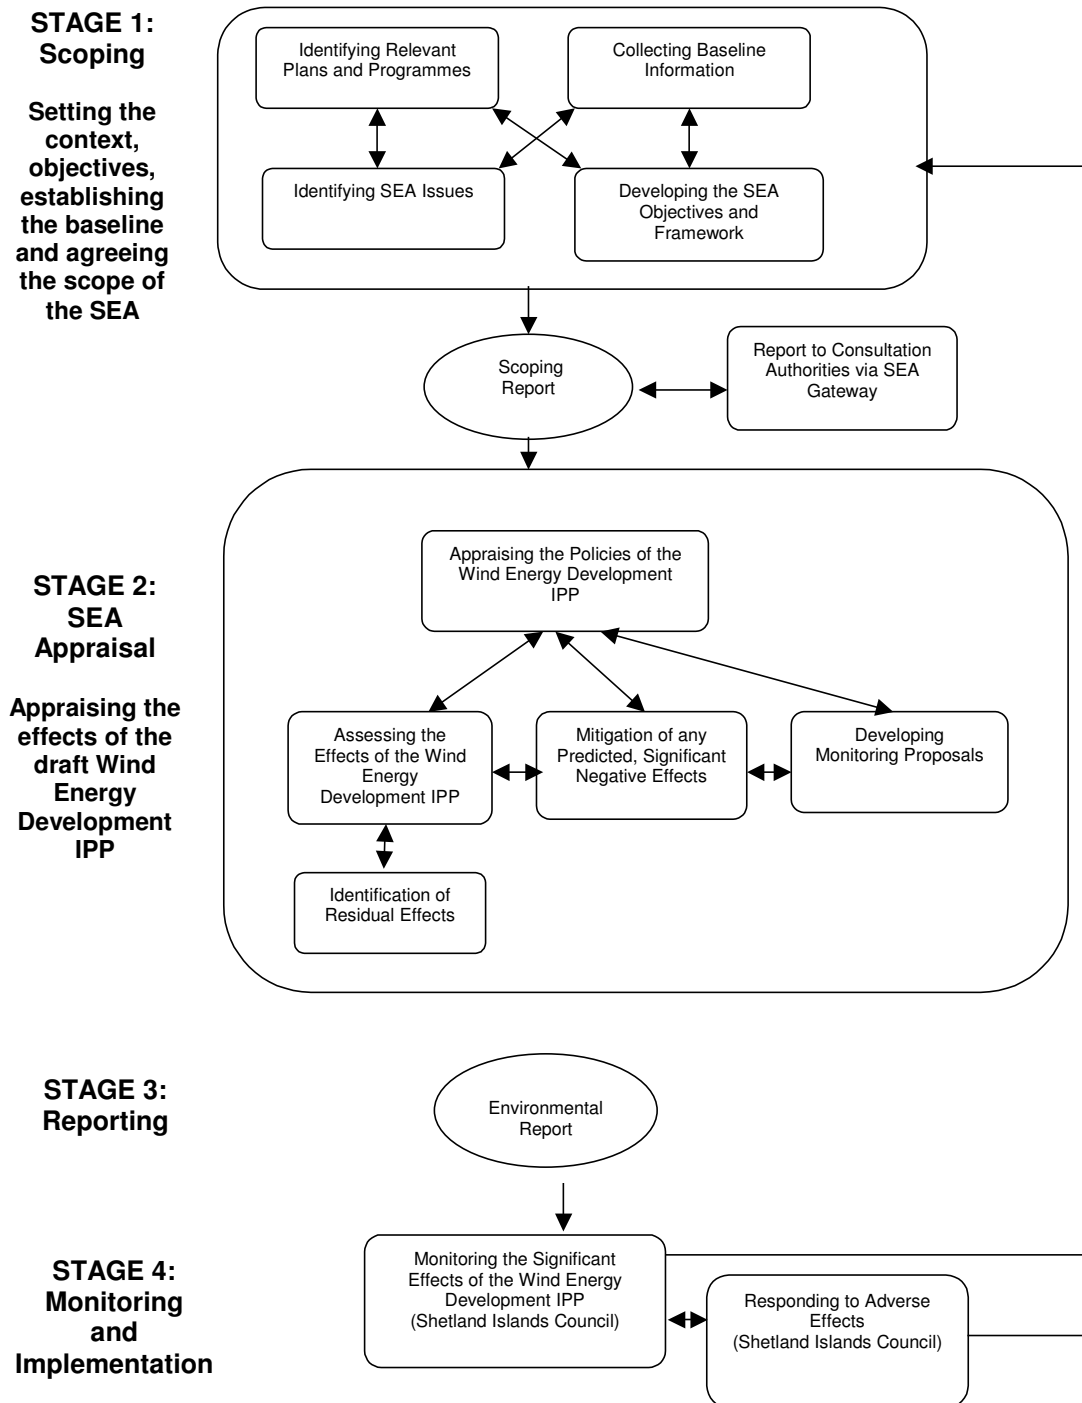 STAGE 1:
Scoping
Setting the
context,
objectives,
establishing
the baseline
and agreeing
the scope of
the SEA
Identifying Relevant
Plans and Programmes
Collecting Baseline
Information
Identifying SEA Issues
Developing the SEA
Objectives and
Framework
Scoping
Report
Report to Consultation
Authorities via SEA
Gateway
STAGE 2:
SEA
Appraisal
Appraising the
effects of the
draft Wind
Energy
Development
IPP
Appraising the Policies of the
Wind Energy Development
IPP
Assessing the
Effects of the Wind
Energy
Development IPP
Mitigation of any
Predicted, Significant
Negative Effects
Developing
Monitoring Proposals
Identification of
Residual Effects
STAGE 3:
Reporting
Environmental
Report
STAGE 4:
Monitoring
and
Implementation
Monitoring the Significant
Effects of the Wind Energy
Development IPP
(Shetland Islands Council)
Responding to Adverse
Effects
(Shetland Islands Council)